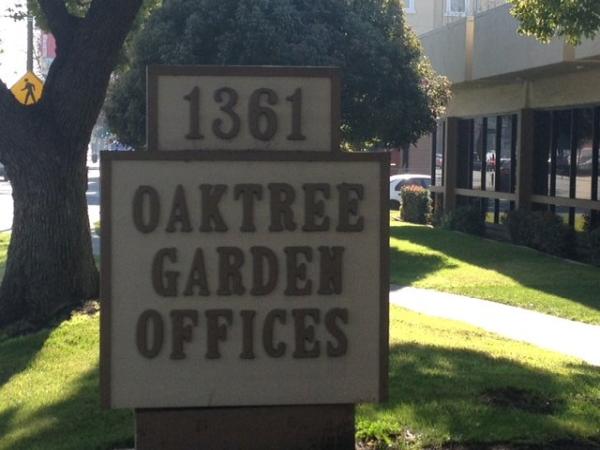 1361
OAKTREE
GARDEN
OFFICES